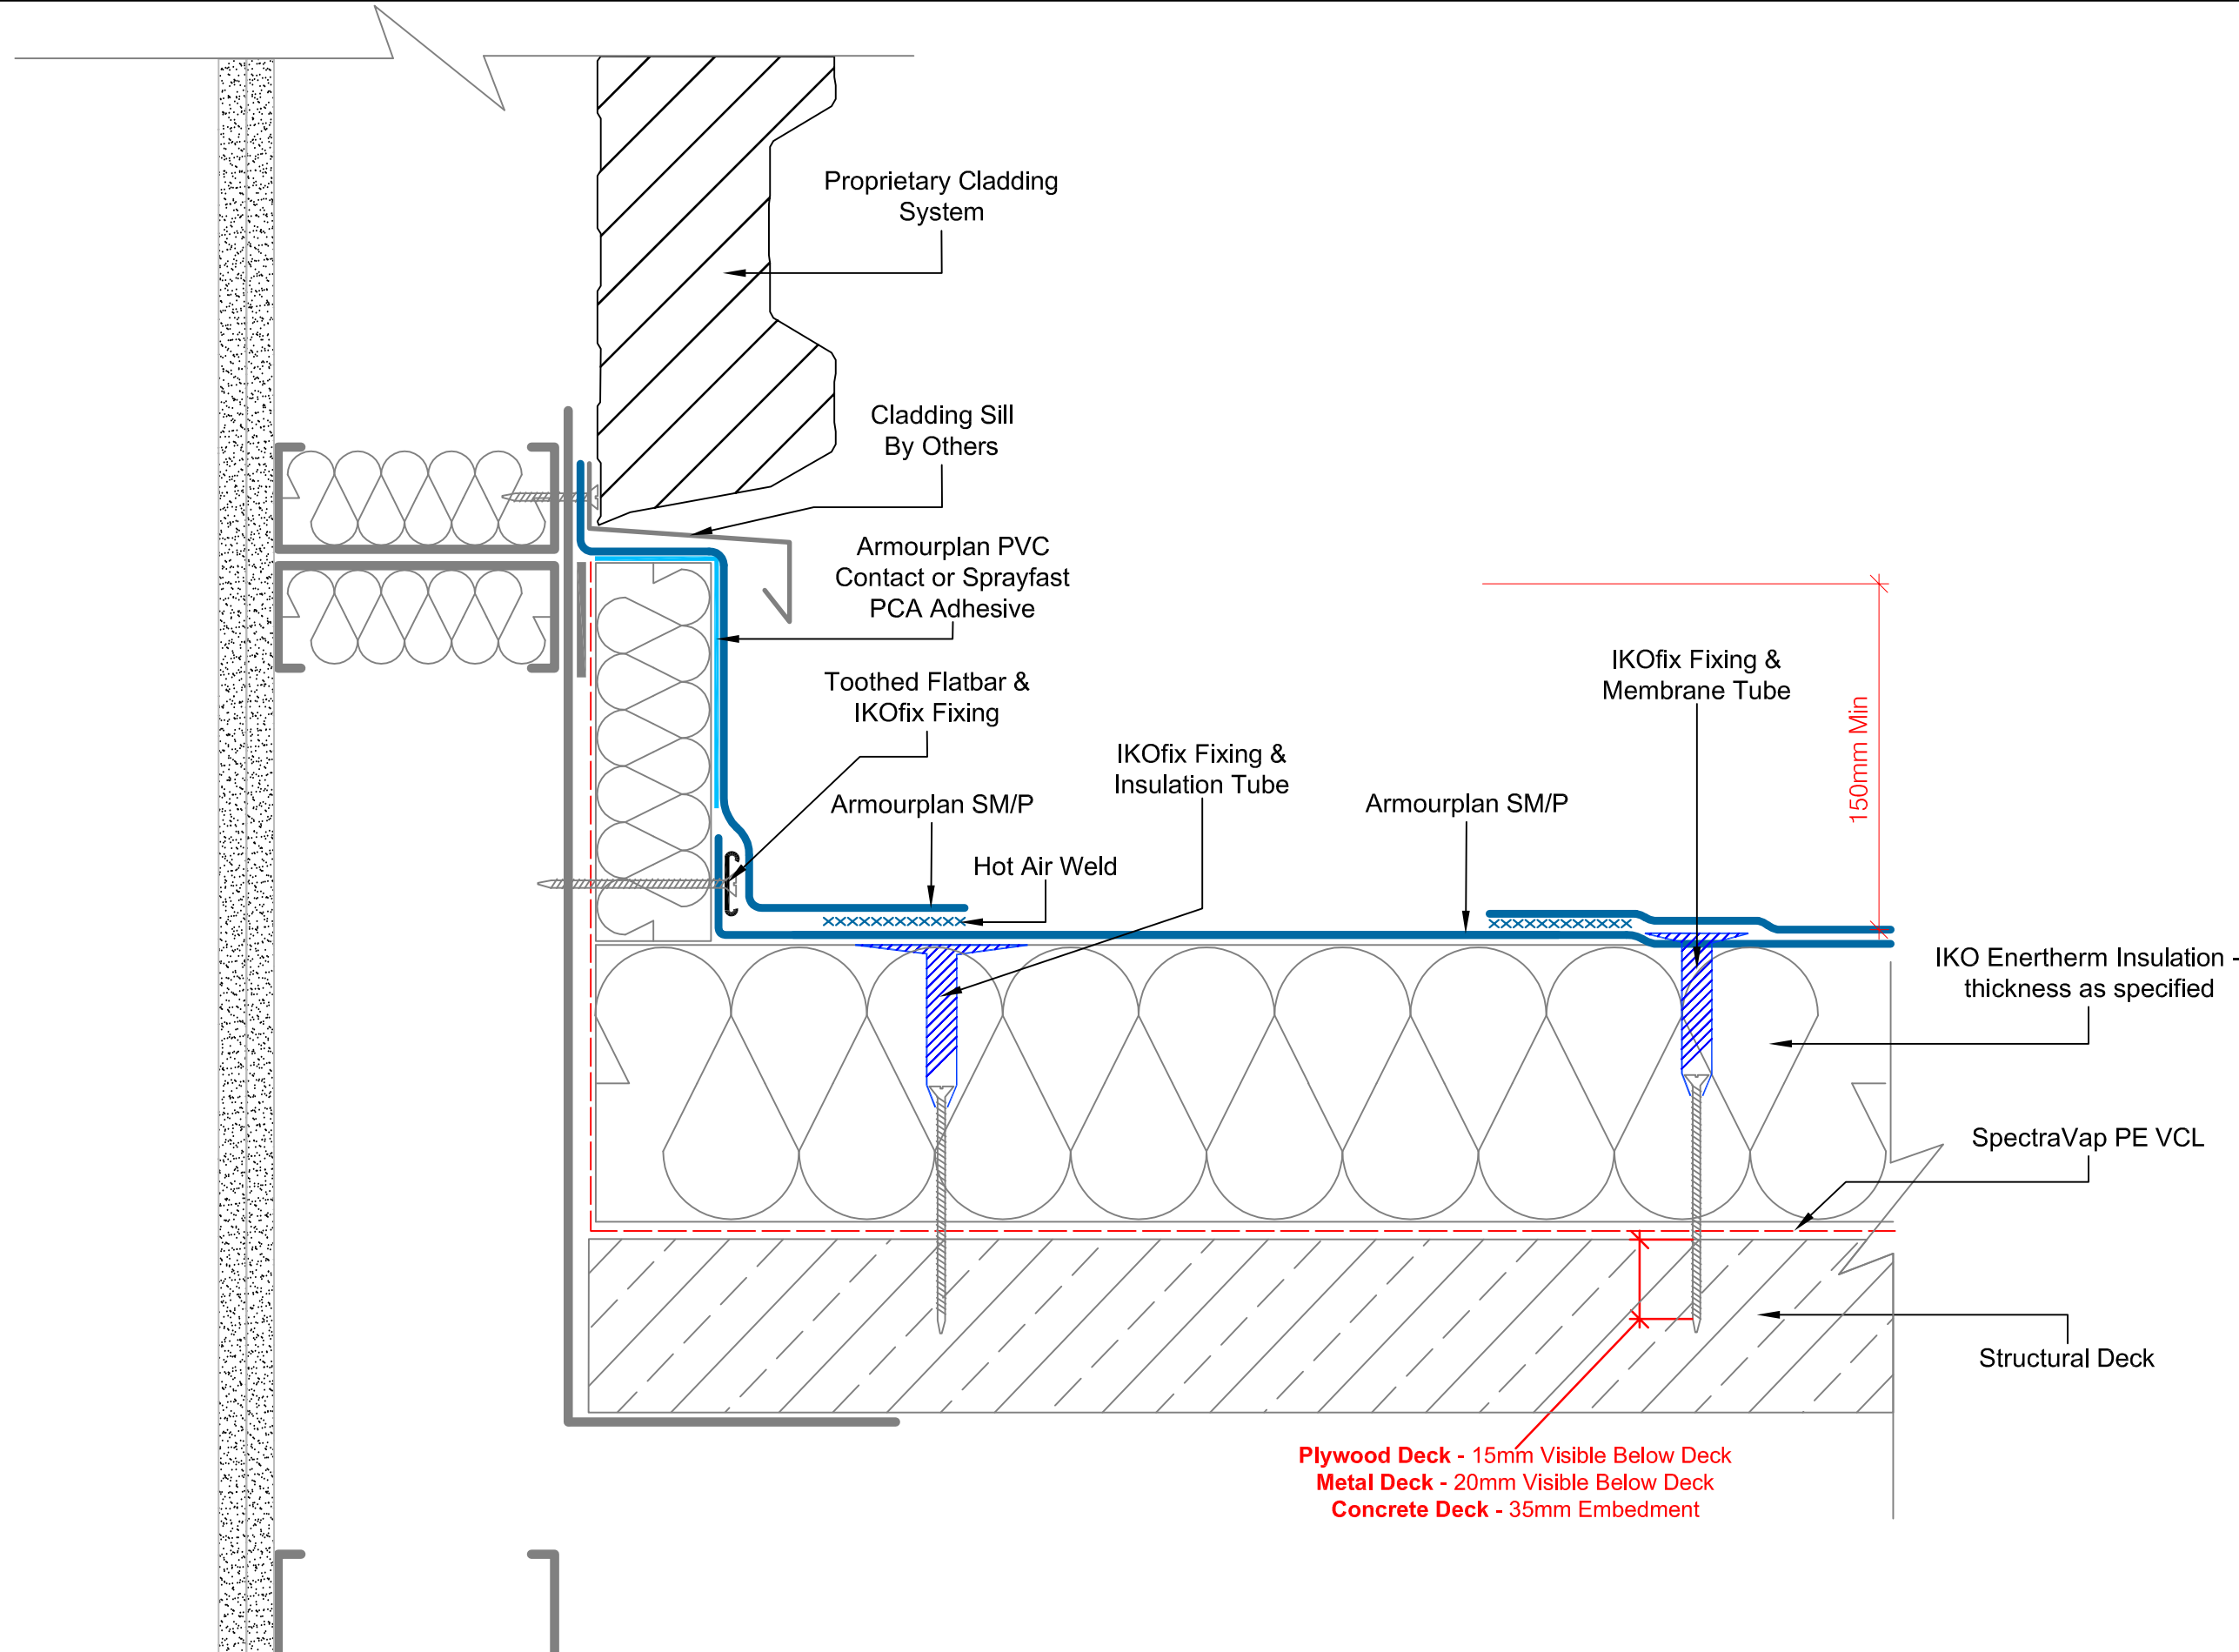 Proprietary Cladding
System
Cladding Sill
By Others
Armourplan PVC
Contact or Sprayfast
PCA Adhesive
Toothed Flatbar &
IKOfix Fixing
IKOfix Fixing &
Membrane Tube
150mm Min
IKOfix Fixing &
Insulation Tube
Armourplan SM/P
Armourplan SM/P
Hot Air Weld
IKO Enertherm Insulation -
thickness as specified
SpectraVap PE VCL
Structural Deck
Plywood Deck - 15mm Visible Below Deck
Metal Deck - 20mm Visible Below Deck
Concrete Deck - 35mm Embedment